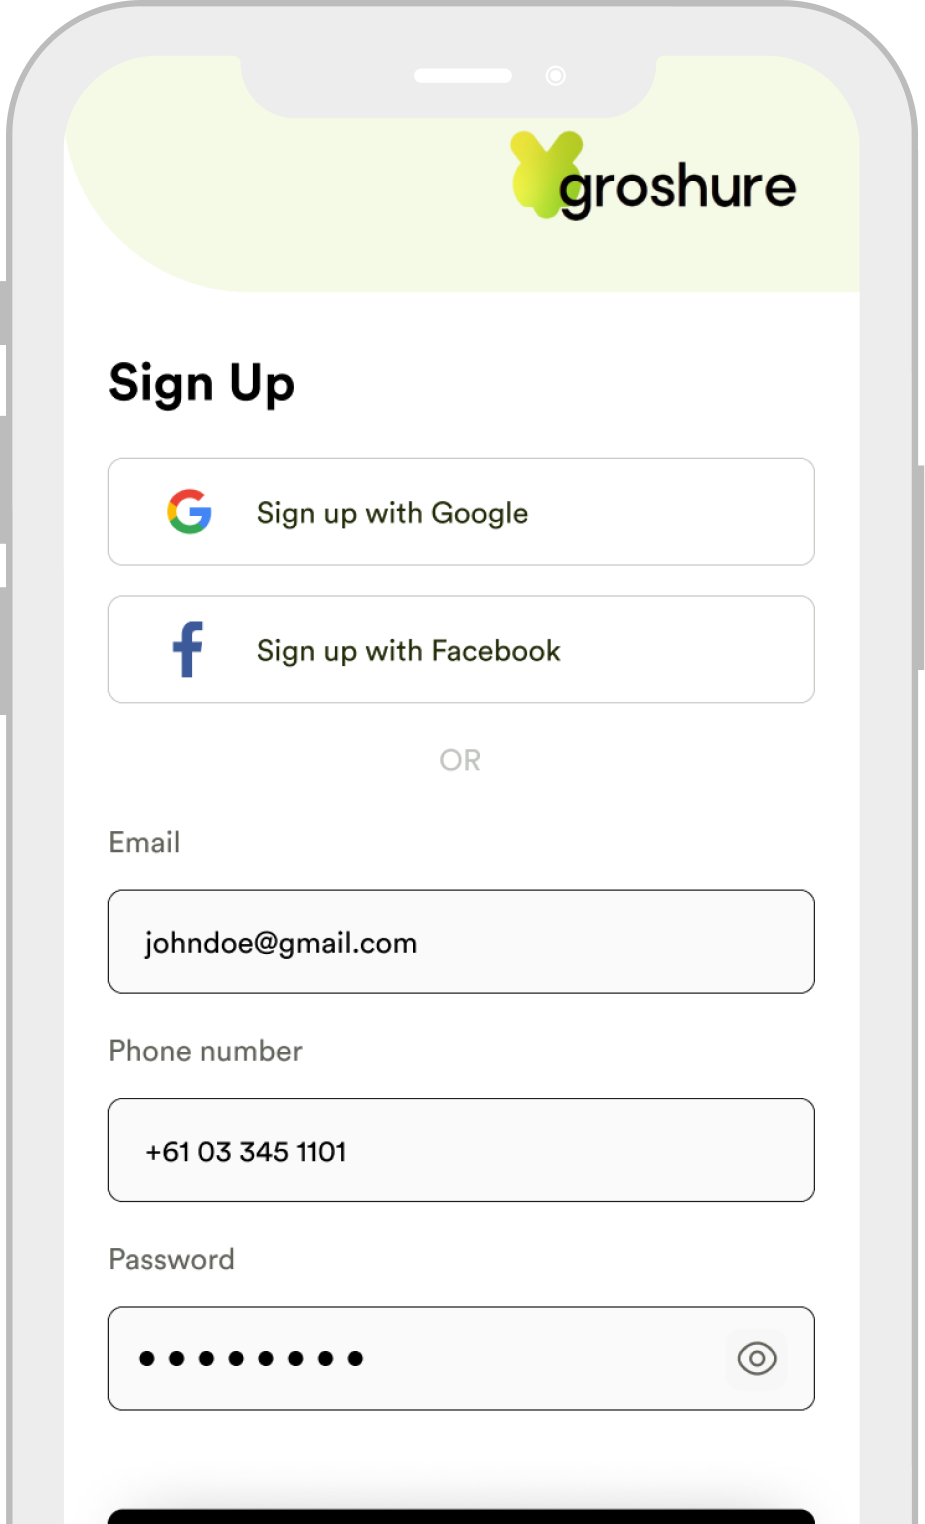 groshure
Sign Up
Sign up with Google
Sign up with Facebook
OR
Email
johndoe@gmail.com
Phone number
+61 03 345 1101
Password